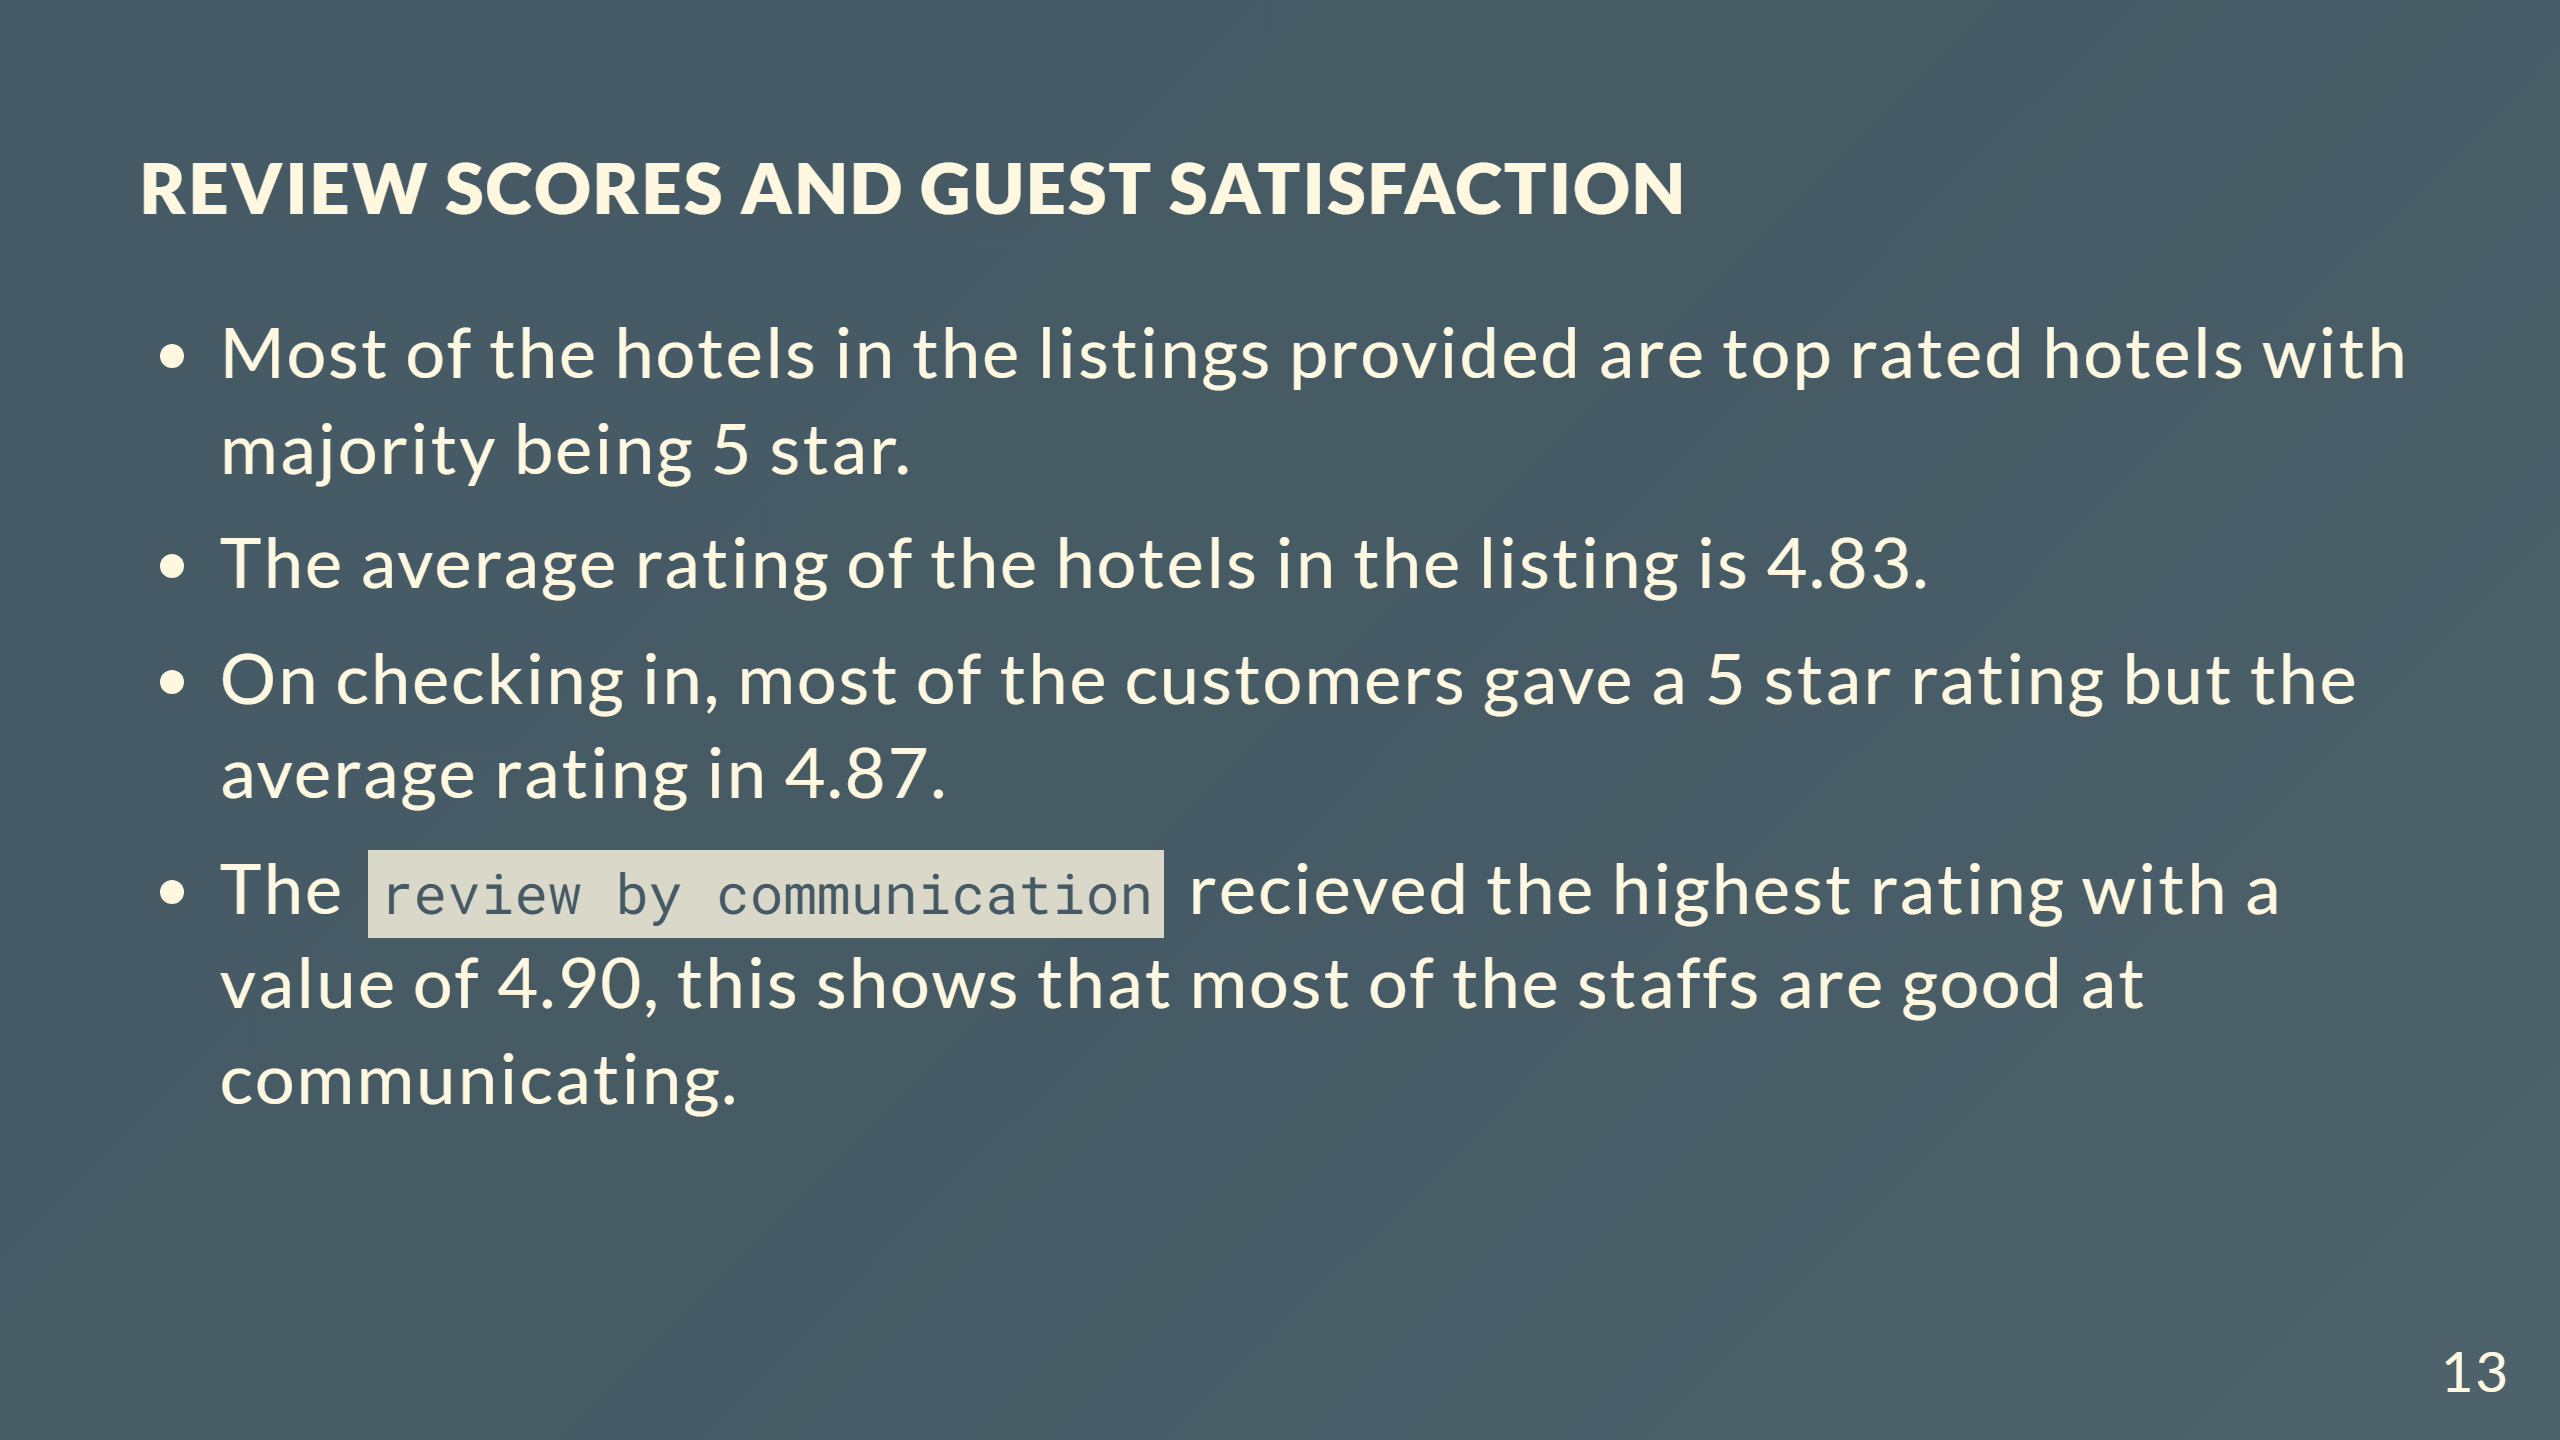 REVIEW SCORES AND GUEST SATISFACTION
• Most of the hotels in the listings provided are top rated hotels with
majority being 5 star.
• The average rating of the hotels in the listing is 4.83.
• On checking in, most of the customers gave a 5 star rating but the
average rating in 4.87.
• The review by communication recieved the highest rating with a
value of 4.90, this shows that most of the staffs are good at
communicating.
13